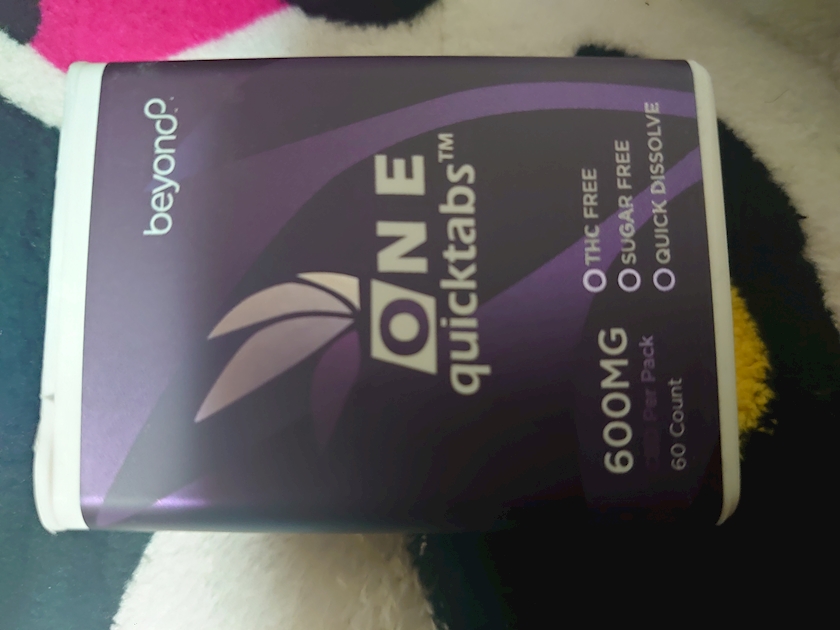 beyond
ONE
quicktabs™
600MG
Per Pack
60 Count
THC FREE
SUGAR FREE
QUICK DISSOLVE